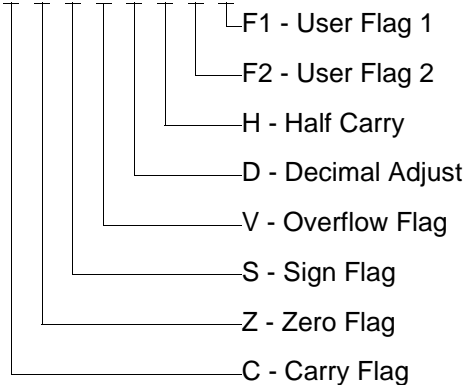 F1 - User Flag 1
F2 - User Flag 2
H - Half Carry
D - Decimal Adjust
V - Overflow Flag
S - Sign Flag
Z - Zero Flag
C - Carry Flag